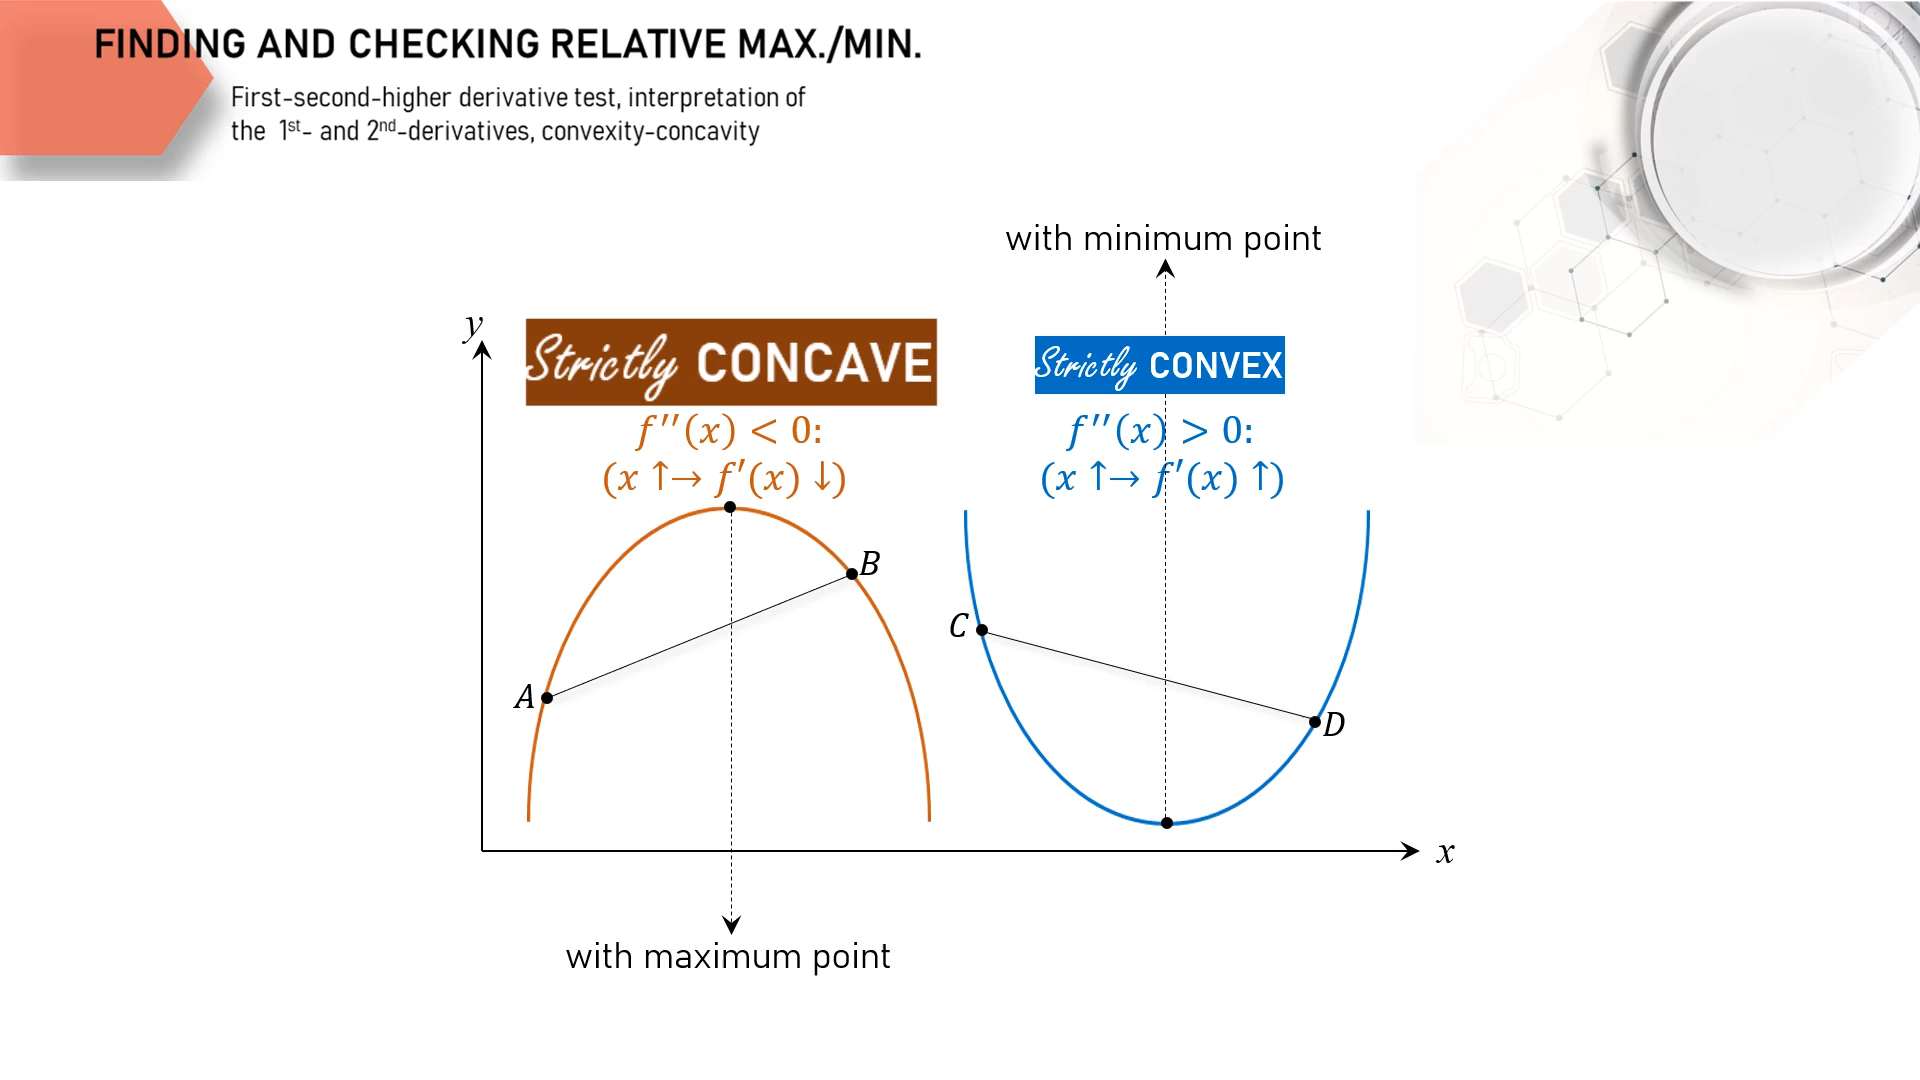 FINDING AND CHECKING RELATIVE MAX./MIN.
First-second-higher derivative test, interpretation of
the 1st- and 2nd-derivatives, convexity-concavity
with minimum point
y
Strictly CONCAVE
f′′(x) < 0:
(x ↑→ f′(x) ↓)
Strictly CONVEX
f′′(x) > 0:
(x ↑→ f′(x) ↑)
B
C
A
D
x
with maximum point